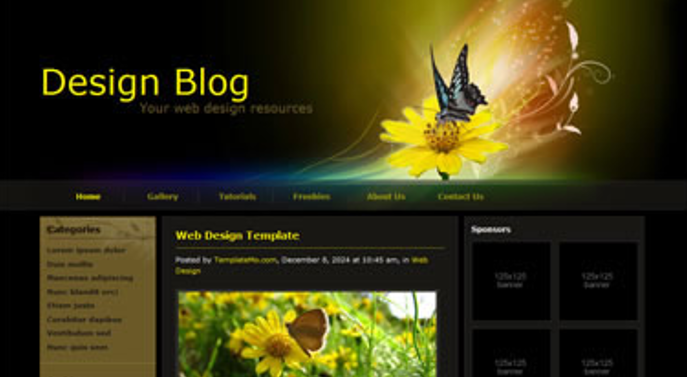 Design Blog
Your web design resources
Home Gallery Tutorials Freebies About Us Contact Us
Categories
Lorem ipsum dolor
Duis mollis
Maecenas adipiscing
Nunc blandit orci
Etiam justo
Curabitur dapibus
Vestibulum sed
Nunc quis sem
Web Design Template
Posted by TemplateMo.com, December 8, 2024 at 10:45 am, in Web
Design
Sponsors
125x125
banner
125x125
banner
125x125
banner
125x125
banner